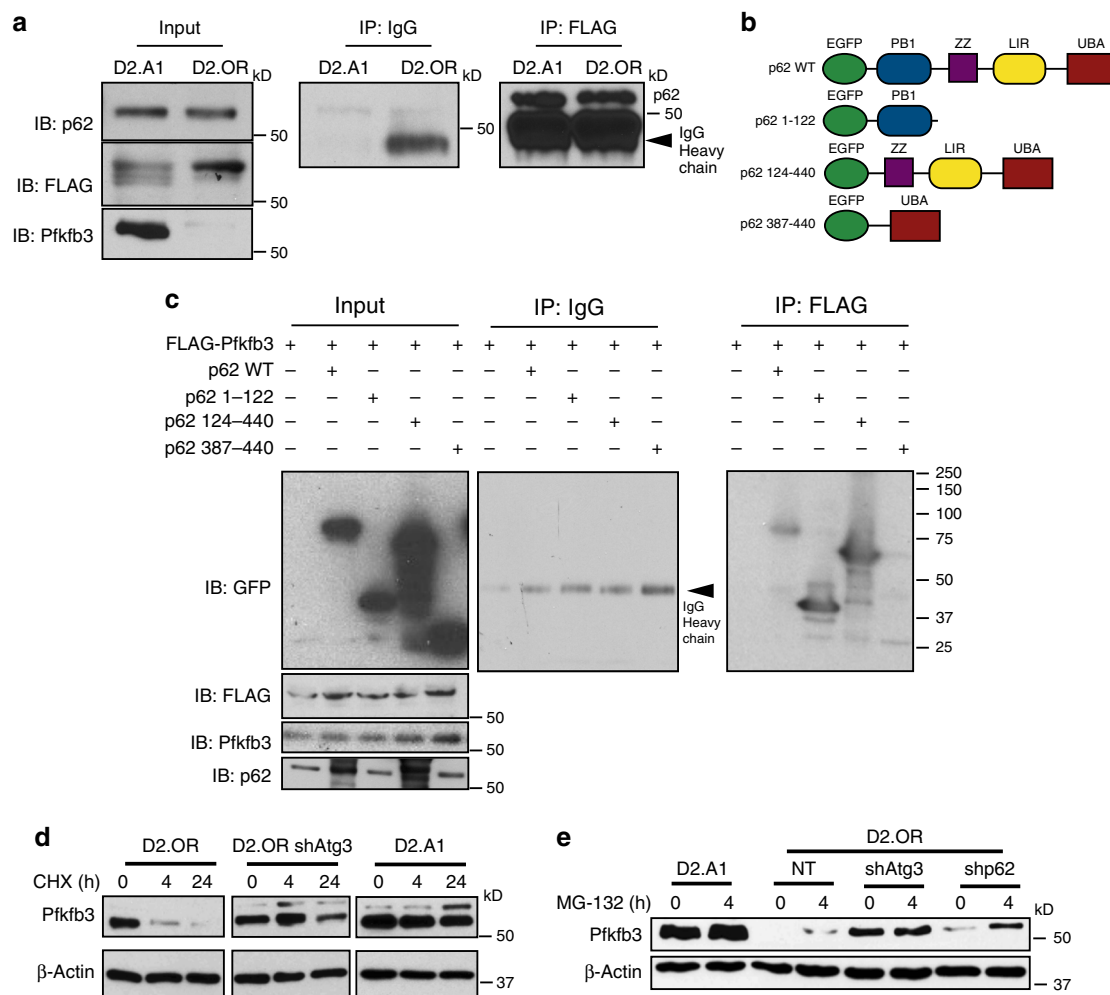 a
Input
IP: IgG
IP: FLAG
D2.A1 D2.OR kD
D2.A1 D2.OR kD
D2.A1 D2.OR kD
IB: p62
50
IB: FLAG
50
IB: Pfkfb3
50
50
p62
50
IgG
Heavy
chain
b
EGFP PB1 ZZ LIR UBA
p62 WT
EGFP PB1
p62 1-122
EGFP ZZ LIR UBA
p62 124-440
EGFP UBA
p62 387-440
c
Input
IP: IgG
IP: FLAG
FLAG-Pfkfb3 + + + + + + + + + + + + + + +
p62 WT – + – – – – + – – – – + – – –
p62 1–122 – – + – – – – + – – – – + – –
p62 124–440 – – – + – – – – + – – – – + –
p62 387–440 – – – – + – – – – + – – – – +
IB: GFP
IgG
Heavy
chain
250
150
100
75
50
37
25
IB: FLAG
50
IB: Pfkfb3
IB: p62
50
d
D2.OR D2.OR shAtg3 D2.A1
CHX (h) 0 4 24 0 4 24 0 4 24 kD
Pfkfb3
50
β-Actin
37
e
D2.OR
D2.A1 NT shAtg3 shp62
MG-132 (h) 0 4 0 4 0 4 0 4 kD
Pfkfb3
50
β-Actin
37